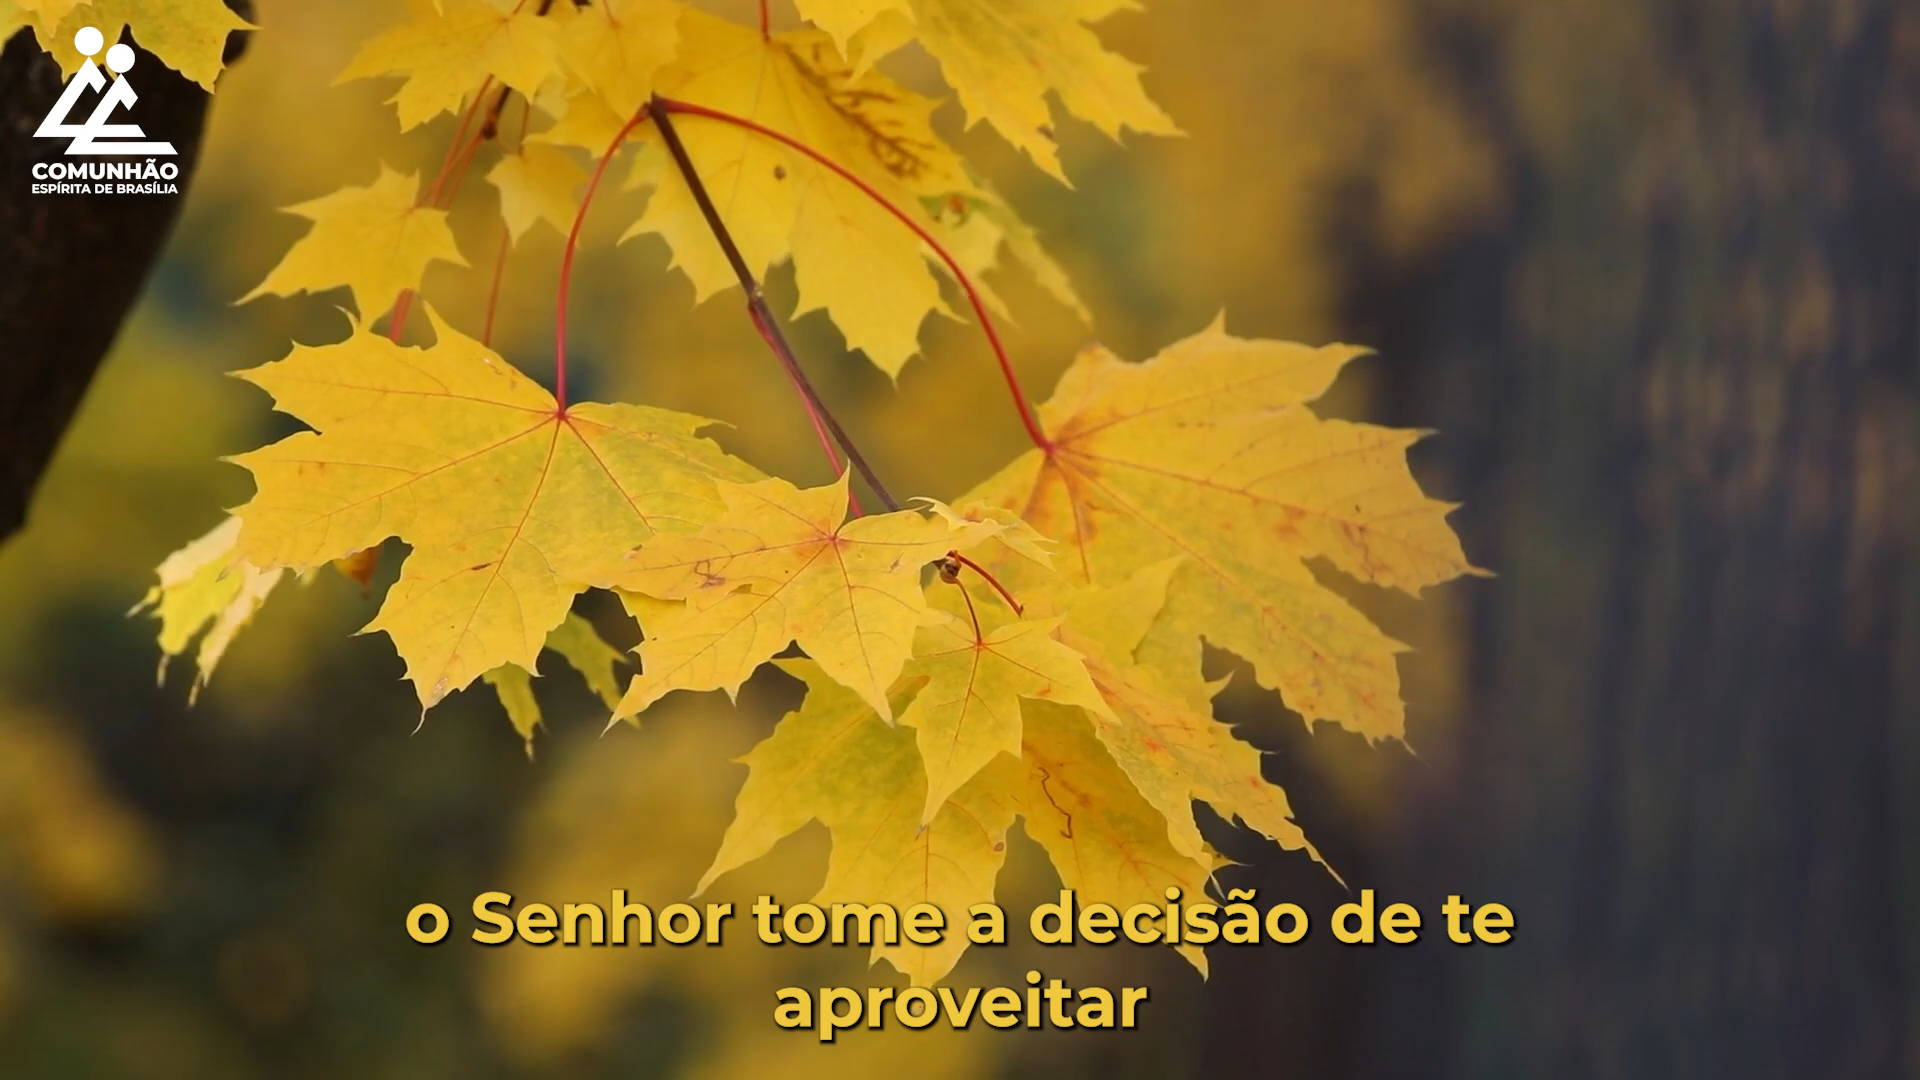 COMUNHÃO
ESPÍRITA DE BRASÍLIA
o Senhor tome a decisão de te
aproveitar